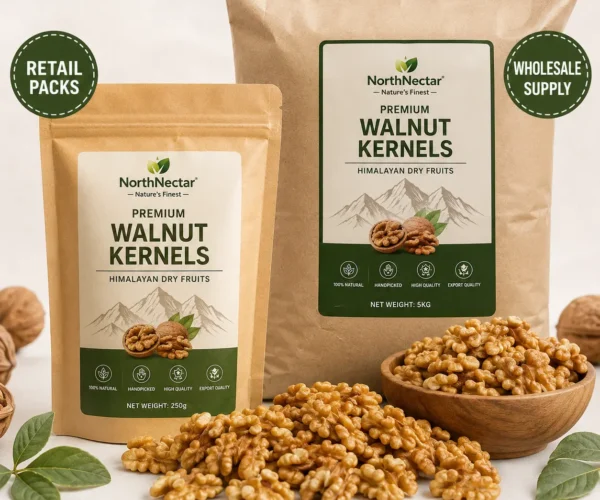 RETAIL
PACKS
WHOLESALE
SUPPLY
NorthNectar®
— Nature's Finest —
PREMIUM
WALNUT
KERNELS
HIMALAYAN DRY FRUITS
100% NATURAL
HANDPICKED
HIGH QUALITY
EXPORT QUALITY
NET WEIGHT: 250g
NorthNectar®
— Nature's Finest —
PREMIUM
WALNUT
KERNELS
HIMALAYAN DRY FRUITS
100% NATURAL
HANDPICKED
HIGH QUALITY
EXPORT QUALITY
NET WEIGHT: 5KG